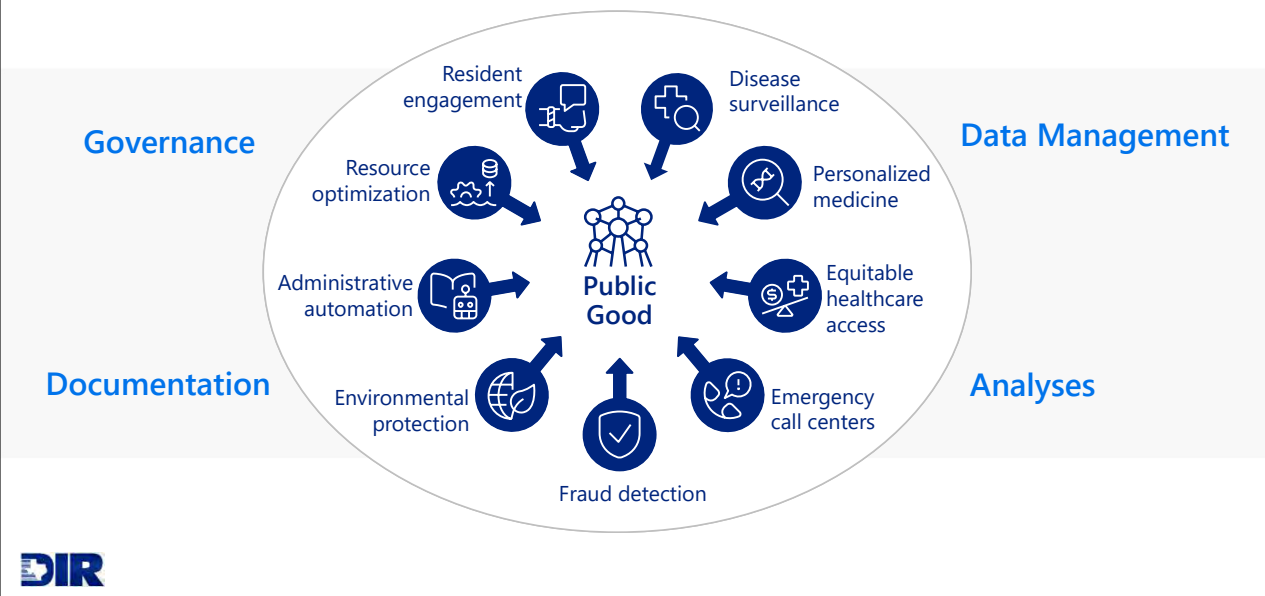 Governance
Data Management
Documentation
Analyses
Resident
engagement
Disease
surveillance
Resource
optimization
Personalized
medicine
Administrative
automation
Equitable
healthcare
access
Environmental
protection
Emergency
call centers
Fraud detection
Public
Good
DIR